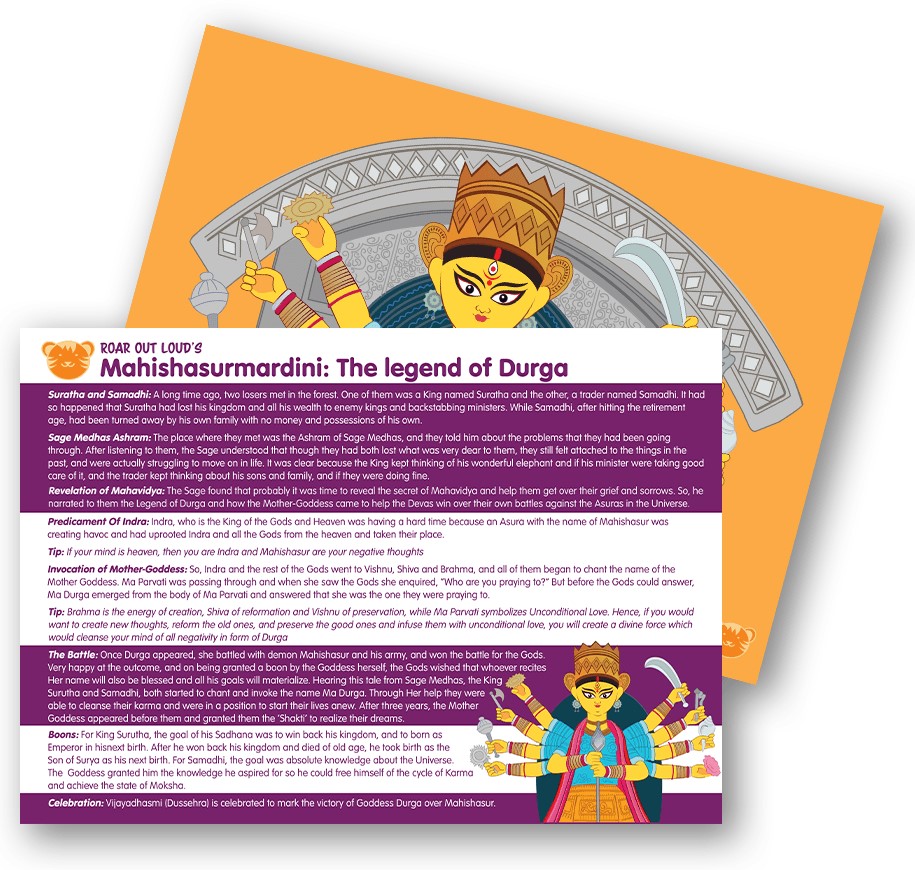 ROAR OUT LOUD'S
Mahishasurmardini: The legend of Durga
Suratha and Samadhi: A long time ago, two losers met in the forest. One of them was a King named Suratha and the other, a trader named Samadhi. It had
so happened that Suratha had lost his kingdom and all his wealth to enemy kings and backstabbing ministers. While Samadhi, after hitting the retirement
age, had been turned away by his own family with no money and possessions of his own.
Sage Medhas Ashram: The place where they met was the Ashram of Sage Medhas, and they told him about the problems that they had been going
through. After listening to them, the Sage understood that though they had both lost what was very dear to them, they still felt attached to the things in the
past, and were actually struggling to move on in life. It was clear because the King kept thinking of his wonderful elephant and if his minister were taking good
care of it, and the trader kept thinking about his sons and family, and if they were doing fine.
Revelation of Mahavidya: The Sage found that probably it was time to reveal the secret of Mahavidya and help them get over their grief and sorrows. So, he
narrated to them the Legend of Durga and how the Mother-Goddess came to help the Devas win over their own battles against the Asuras in the Universe.
Predicament Of Indra: Indra, who is the King of the Gods and Heaven was having a hard time because an Asura with the name of Mahishasur was
creating havoc and had uprooted Indra and all the Gods from the heaven and taken their place.
Tip: If your mind is heaven, then you are Indra and Mahishasur are your negative thoughts
Invocation of Mother-Goddess: So, Indra and the rest of the Gods went to Vishnu, Shiva and Brahma, and all of them began to chant the name of the
Mother Goddess. Ma Parvati was passing through and when she saw the Gods she enquired, "Who are you praying to?" But before the Gods could answer,
Ma Durga emerged from the body of Ma Parvati and answered that she was the one they were praying to.
Tip: Brahma is the energy of creation, Shiva of reformation and Vishnu of preservation, while Ma Parvati symbolizes Unconditional Love. Hence, if you would
want to create new thoughts, reform the old ones, and preserve the good ones and infuse them with unconditional love, you will create a divine force which
would cleanse your mind of all negativity in form of Durga
The Battle: Once Durga appeared, she battled with demon Mahishasur and his army, and won the battle for the Gods.
Very happy at the outcome, and on being granted a boon by the Goddess herself, the Gods wished that whoever recites
Her name will also be blessed and all his goals will materialize. Hearing this tale from Sage Medhas, the King
Surutha and Samadhi, both started to chant and invoke the name Ma Durga. Through Her help they were
able to cleanse their karma and were in a position to start their lives anew. After three years, the Mother
Goddess appeared before them and granted them the 'Shakti' to realize their dreams.
Boons: For King Surutha, the goal of his Sadhana was to win back his kingdom, and to born as
Emperor in hisnext birth. After he won back his kingdom and died of old age, he took birth as the
Son of Surya as his next birth. For Samadhi, the goal was absolute knowledge about the Universe.
The Goddess granted him the knowledge he aspired for so he could free himself of the cycle of Karma
and achieve the state of Moksha.
Celebration: Vijayadhasmi (Dussehra) is celebrated to mark the victory of Goddess Durga over Mahishasur.